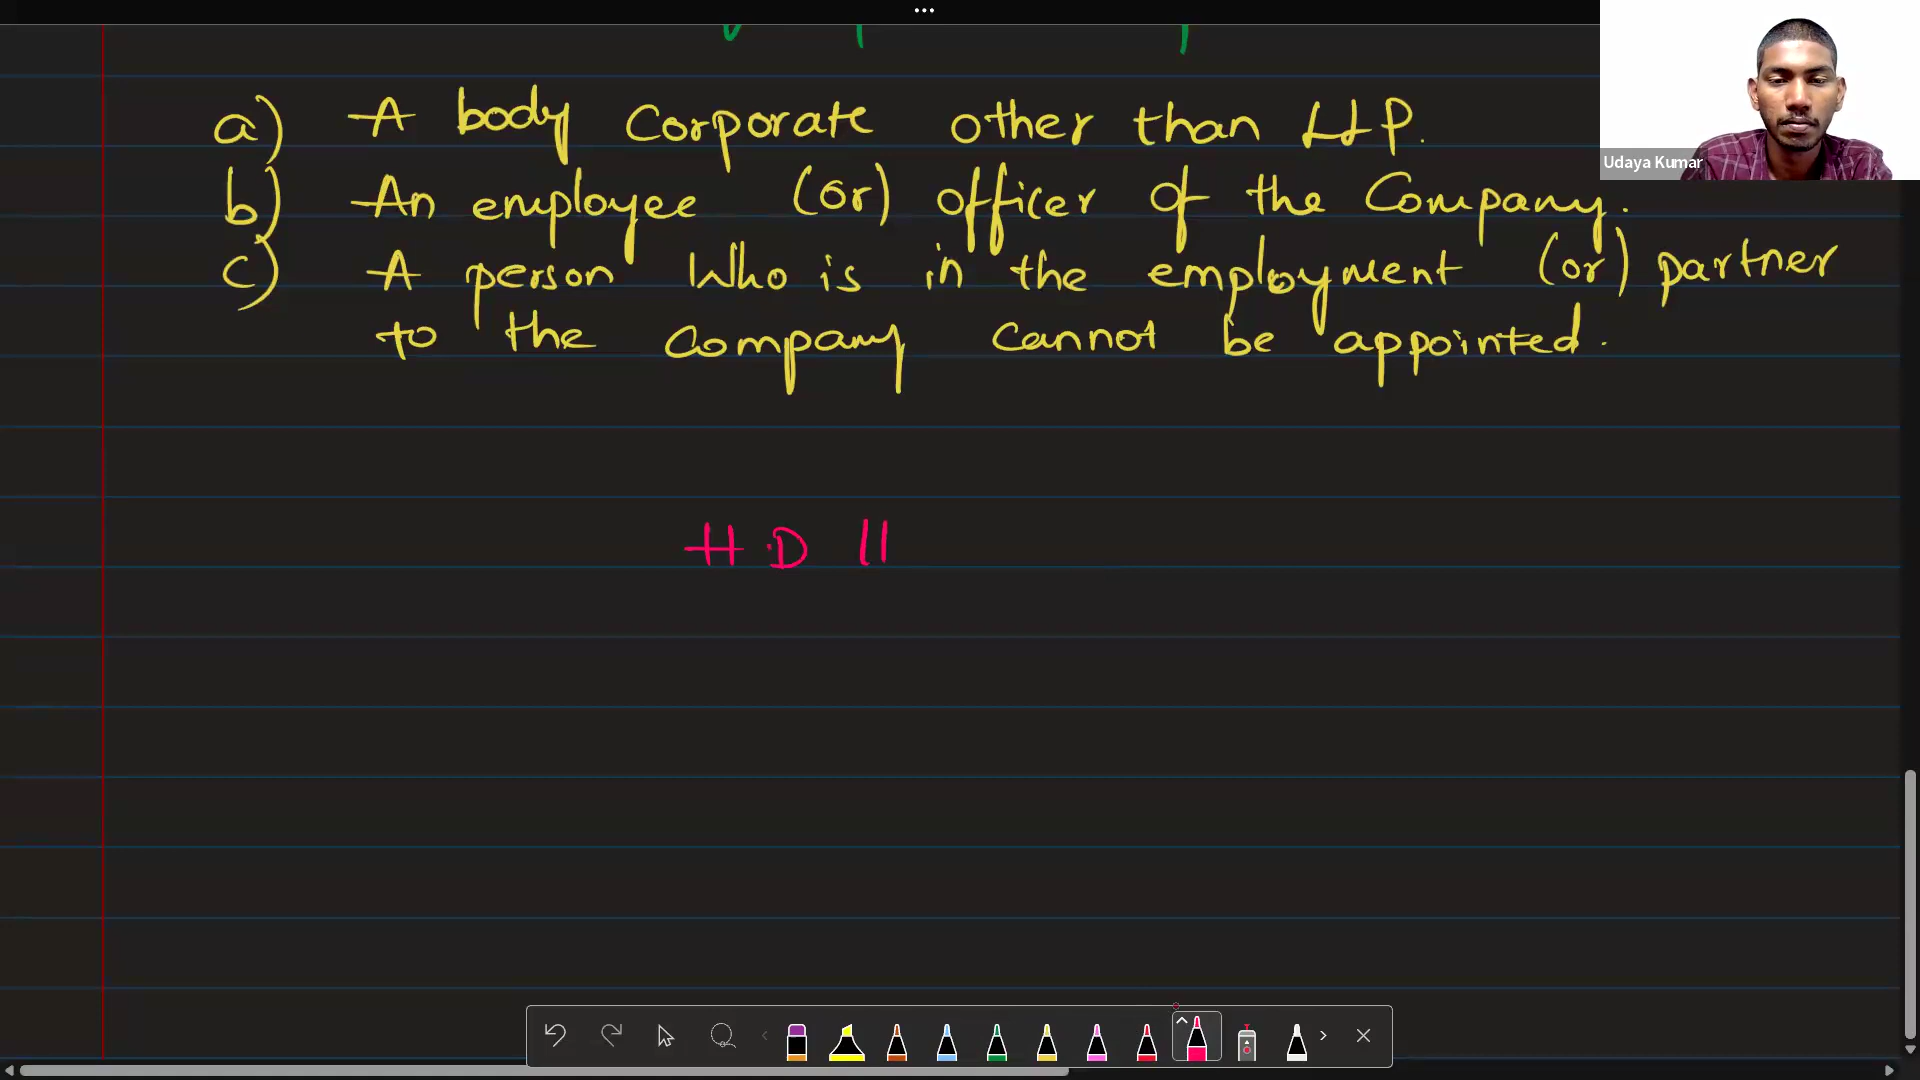 a) A body Corporate other than LLP.
Udaya Kumar
b) An employee (or) officer of the Company.
c) A person Who is in the employment (or) partner
to the Company cannot be appointed.
H.D 11